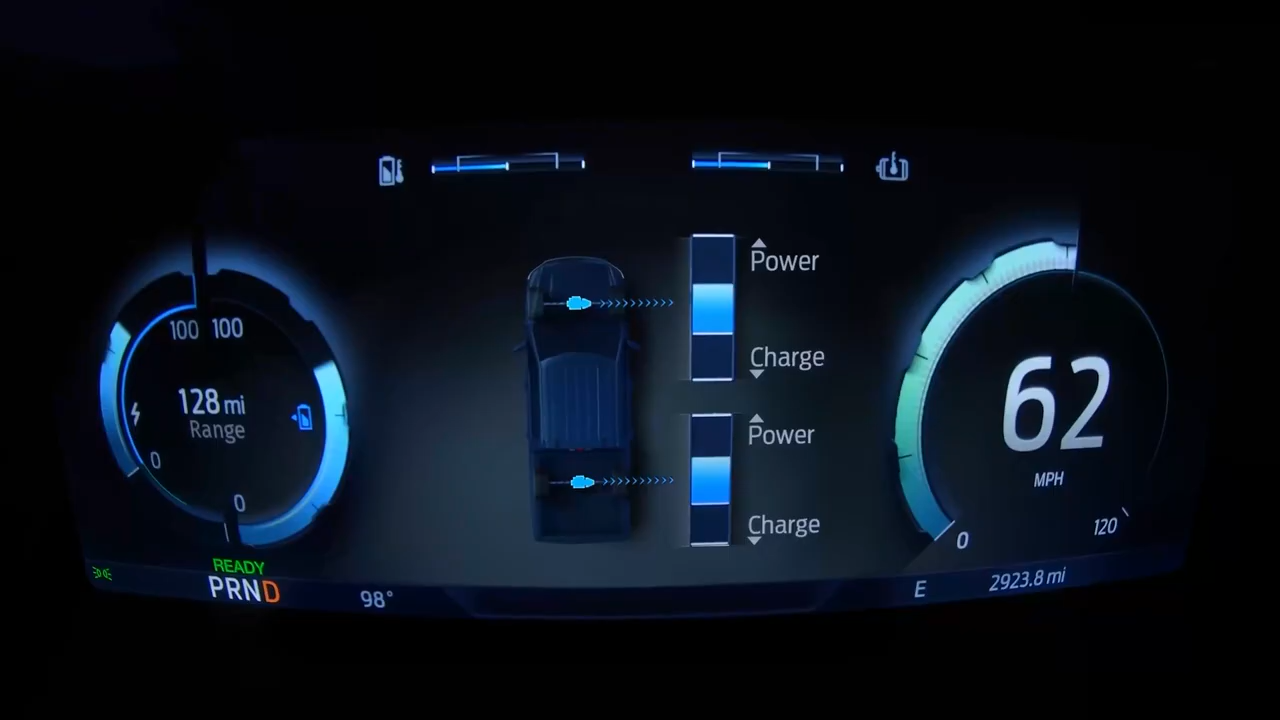 Power
Charge
100 100
128 mi
Range
0
0
Power
Charge
62
MPH
0
120
READY
PRND
98°
E
2923.8 mi